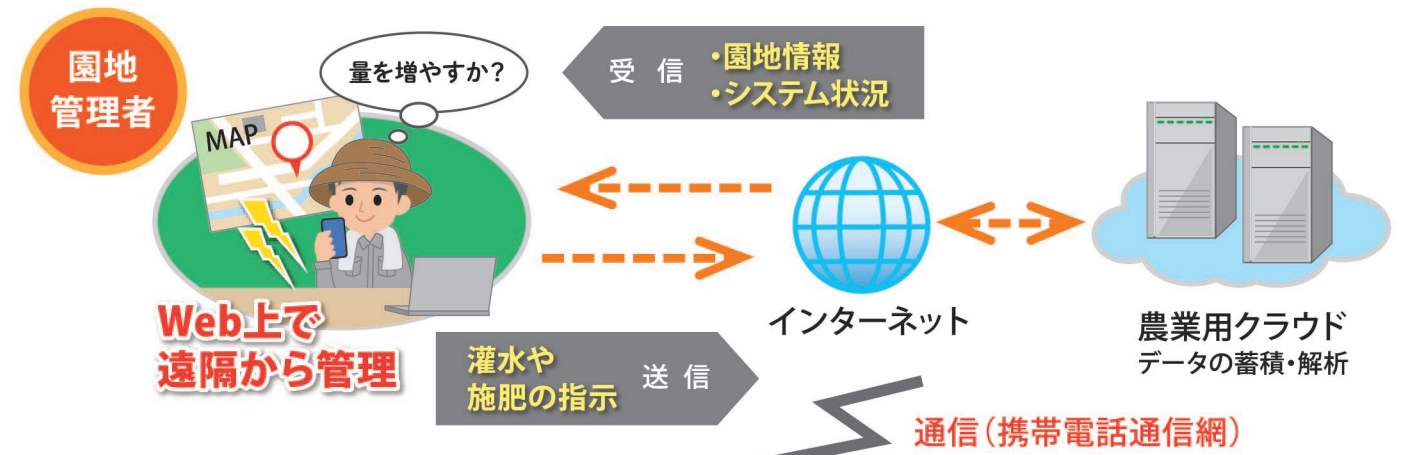 園地
管理者
量を増やすか？
受信
・園地情報
・システム状況
MAP
Web上で
遠隔から管理
灌水や
施肥の指示
送信
インターネット
農業用クラウド
データの蓄積・解析
通信（携帯電話通信網）